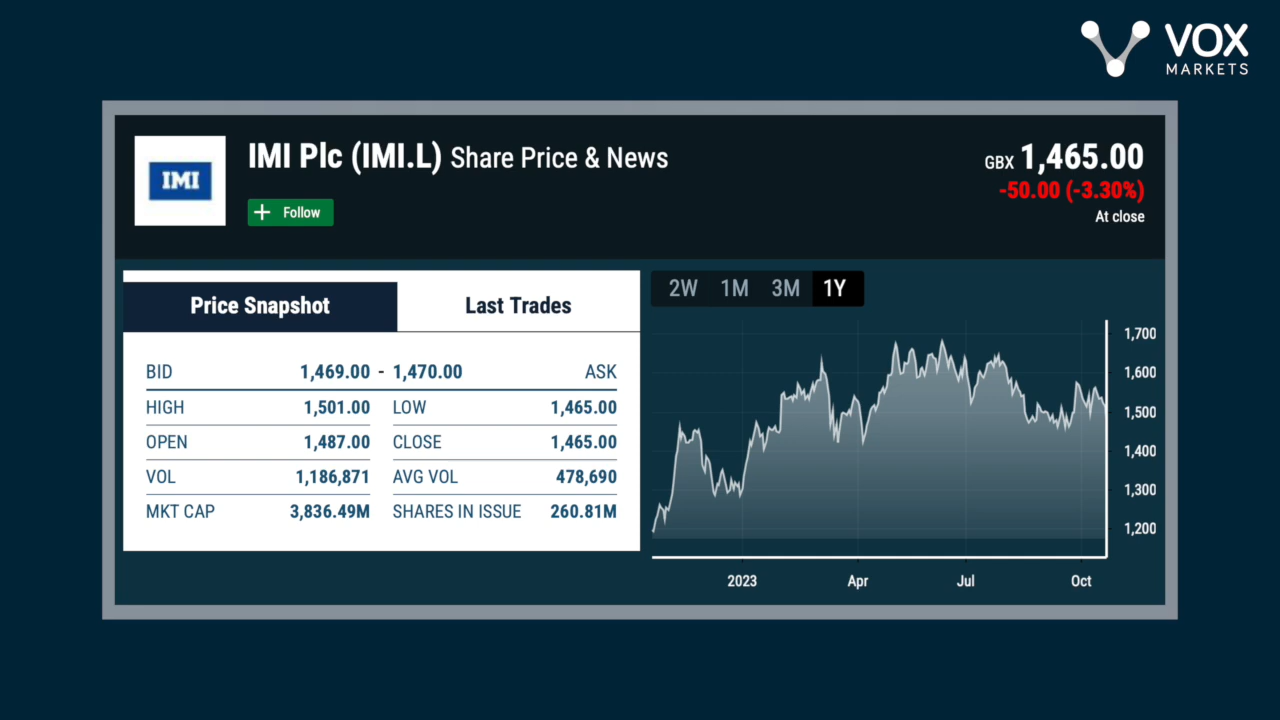 VOX
MARKETS
IMI
IMI Plc (IMI.L) Share Price & News
+ Follow
GBX 1,465.00
-50.00 (-3.30%)
At close
Price Snapshot
Last Trades
BID 1,469.00 - 1,470.00 ASK
HIGH 1,501.00 LOW 1,465.00
OPEN 1,487.00 CLOSE 1,465.00
VOL 1,186,871 AVG VOL 478,690
MKT CAP 3,836.49M SHARES IN ISSUE 260.81M
2W 1M 3M 1Y
1,700
1,600
1,500
1,400
1,300
1,200
2023 Apr Jul Oct